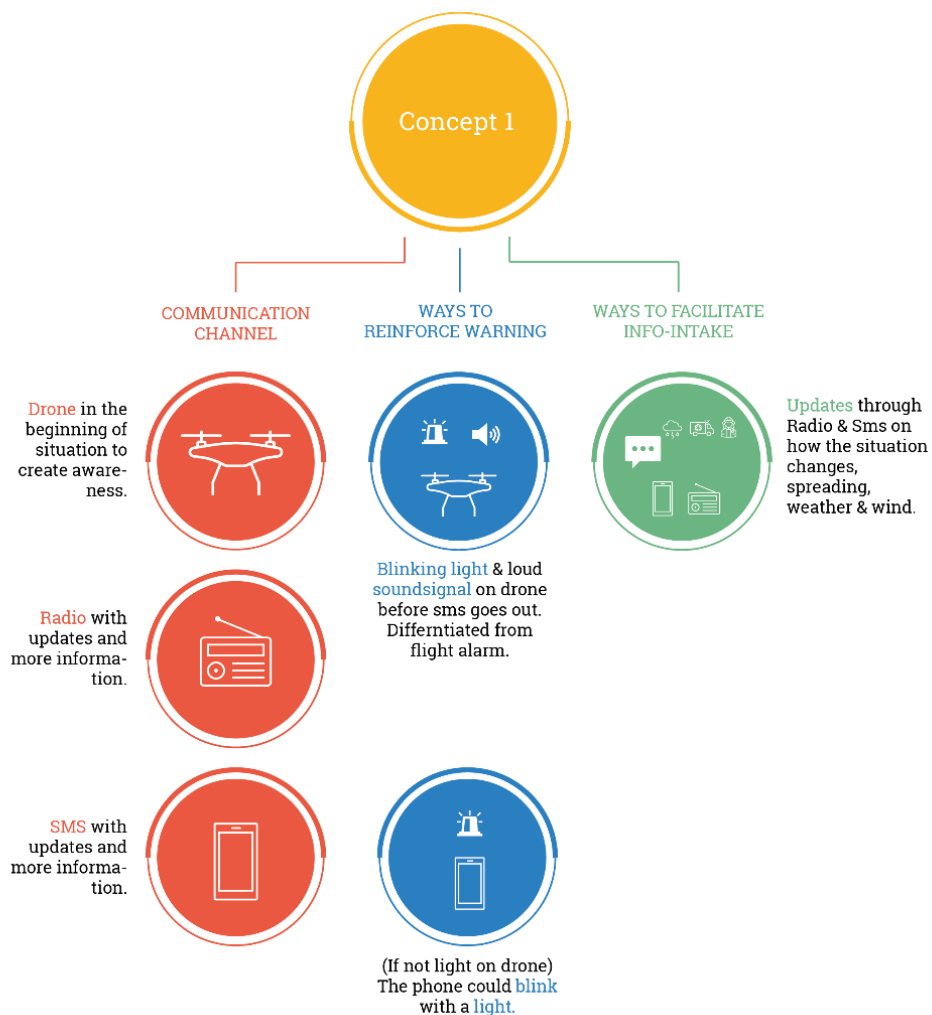 Concept 1
COMMUNICATION
CHANNEL
WAYS TO
REINFORCE WARNING
WAYS TO FACILITATE
INFO-INTAKE
Drone in the
beginning of
situation to
create aware-
ness.
Blinking light & loud
soundsignal on drone
before sms goes out.
Differntiated from
flight alarm.
Updates through
Radio & Sms on
how the situation
changes,
spreading,
weather & wind.
Radio with
updates and
more informa-
tion.
SMS with
updates and
more informa-
tion.
(If not light on drone)
The phone could blink
with a light.